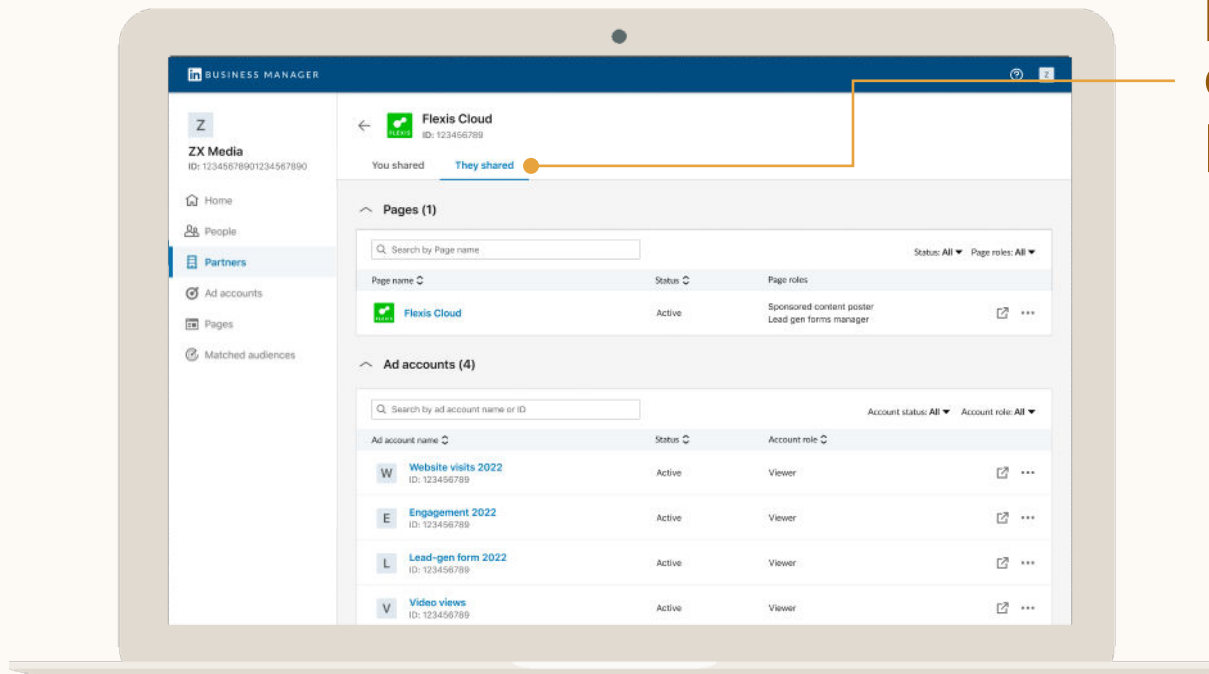 in BUSINESS MANAGER
Z
Z
ZX Media
ID: 12345678901234567890
Home
People
Partners
Ad accounts
Pages
Matched audiences
FLEXIS
Flexis Cloud
ID: 123456789
You shared
They shared
Pages (1)
Search by Page name
Status: All
Page roles: All
Page name
Status
Page roles
FLEXIS
Flexis Cloud
Active
Sponsored content poster
Lead gen forms manager
Ad accounts (4)
Search by ad account name or ID
Account status: All
Account role: All
Ad account name
Status
Account role
W
Website visits 2022
ID: 123456789
Active
Viewer
E
Engagement 2022
ID: 123456789
Active
Viewer
L
Lead-gen form 2022
ID: 123456789
Active
Viewer
V
Video views
ID: 123456789
Active
Viewer